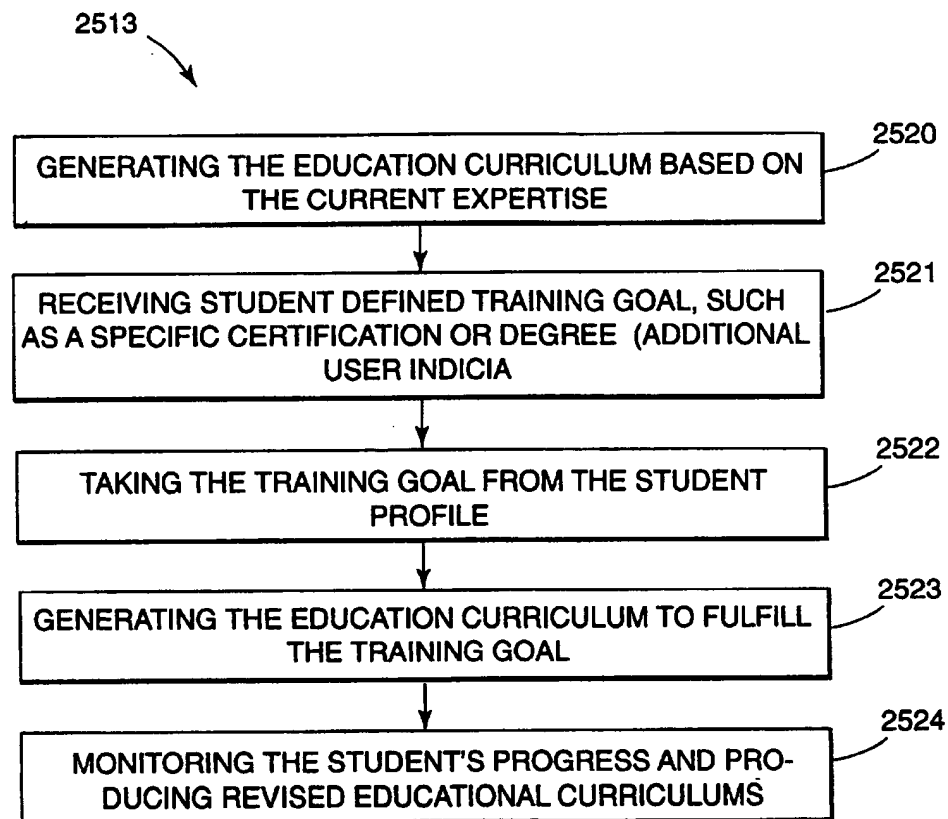 2513
2520
GENERATING THE EDUCATION CURRICULUM BASED ON
THE CURRENT EXPERTISE
2521
RECEIVING STUDENT DEFINED TRAINING GOAL, SUCH
AS A SPECIFIC CERTIFICATION OR DEGREE (ADDITIONAL
USER INDICIA
2522
TAKING THE TRAINING GOAL FROM THE STUDENT
PROFILE
2523
GENERATING THE EDUCATION CURRICULUM TO FULFILL
THE TRAINING GOAL
2524
MONITORING THE STUDENT'S PROGRESS AND PRO-
DUCING REVISED EDUCATIONAL CURRICULUMS